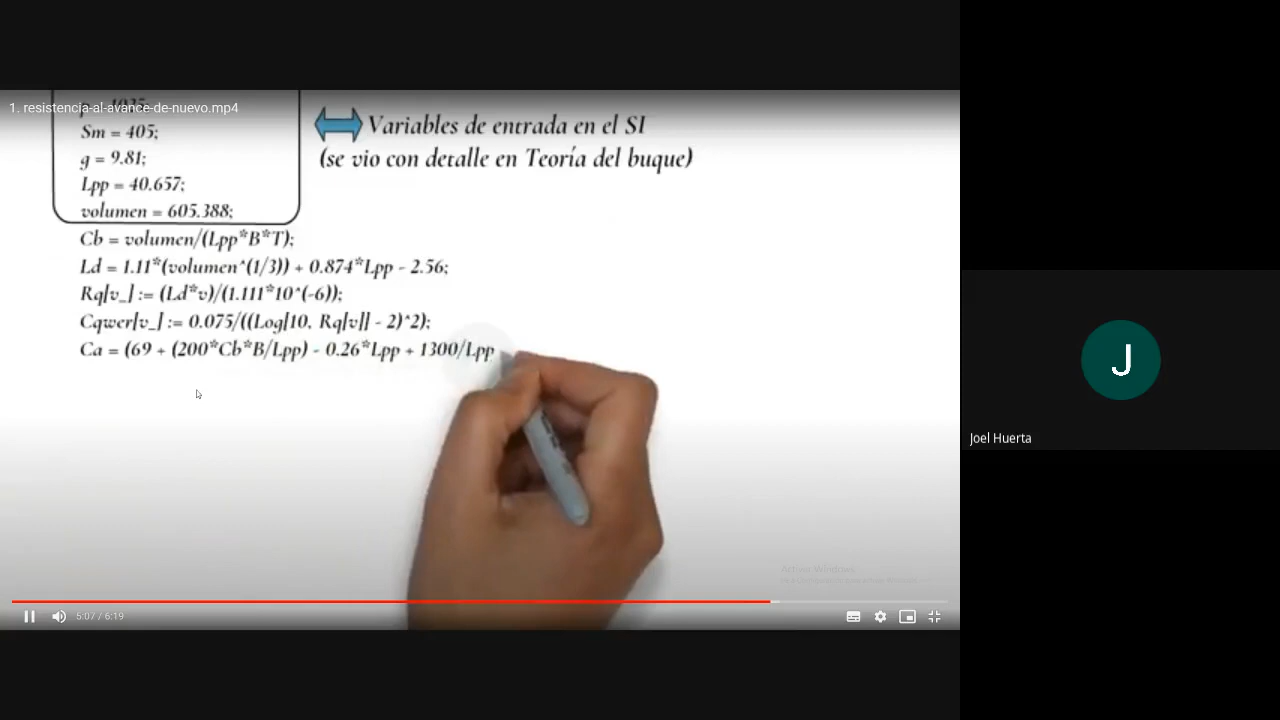 1. resistencia-al-avance-de-nuevo.mp4
Sm = 405;
g = 9.81;
Lpp = 40.657;
volumen = 605.388;
Variables de entrada en el SI
(se vio con detalle en Teoría del buque)
Cb = volumen/(Lpp*B*T);
Ld = 1.11*(volumen^(1/3)) + 0.874*Lpp - 2.56;
Rq[v_] := (Ld*v)/(1.111*10^(-6));
Cqwer[v_] := 0.075/((Log[10, Rq[v]] - 2)^2);
Ca = (69 + (200*Cb*B/Lpp) - 0.26*Lpp + 1300/Lpp
5:07 / 6:19
J
Joel Huerta